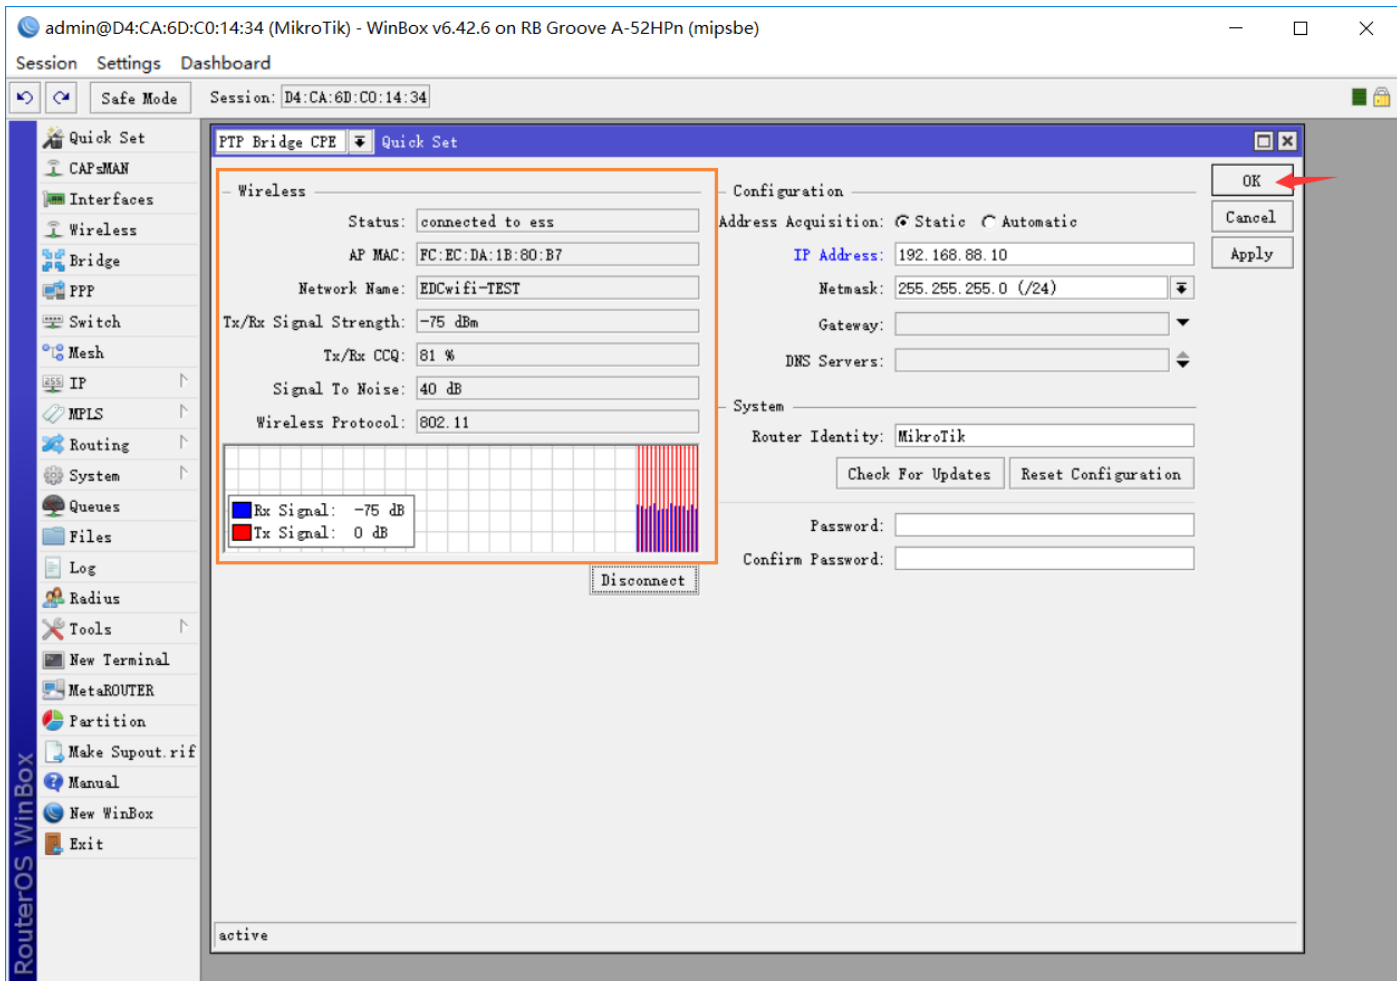 admin@D4:CA:6D:C0:14:34 (MikroTik) - WinBox v6.42.6 on RB Groove A-52HPn (mipsbe)
Session Settings Dashboard
Safe Mode Session: D4:CA:6D:C0:14:34
Quick Set
CAPsMAN
Interfaces
Wireless
Bridge
PPP
Switch
Mesh
255 IP
MPLS
Routing
System
Queues
Files
Log
Radius
Tools
New Terminal
MetaROUTER
Partition
Make Supout.rif
Manual
New WinBox
Exit
RouterOS WinBox
PTP Bridge CPE Quick Set
Wireless
Status: connected to ess
AP MAC: FC:EC:DA:1B:80:B7
Network Name: EDCwifi-TEST
Tx/Rx Signal Strength: -75 dBm
Tx/Rx CCQ: 81 %
Signal To Noise: 40 dB
Wireless Protocol: 802.11
Rx Signal: -75 dB
Tx Signal: 0 dB
Disconnect
Configuration
Address Acquisition: Static Automatic
IP Address: 192.168.88.10
Netmask: 255.255.255.0 (/24)
Gateway:
DNS Servers:
System
Router Identity: MikroTik
Check For Updates Reset Configuration
Password:
Confirm Password:
OK
Cancel
Apply
active